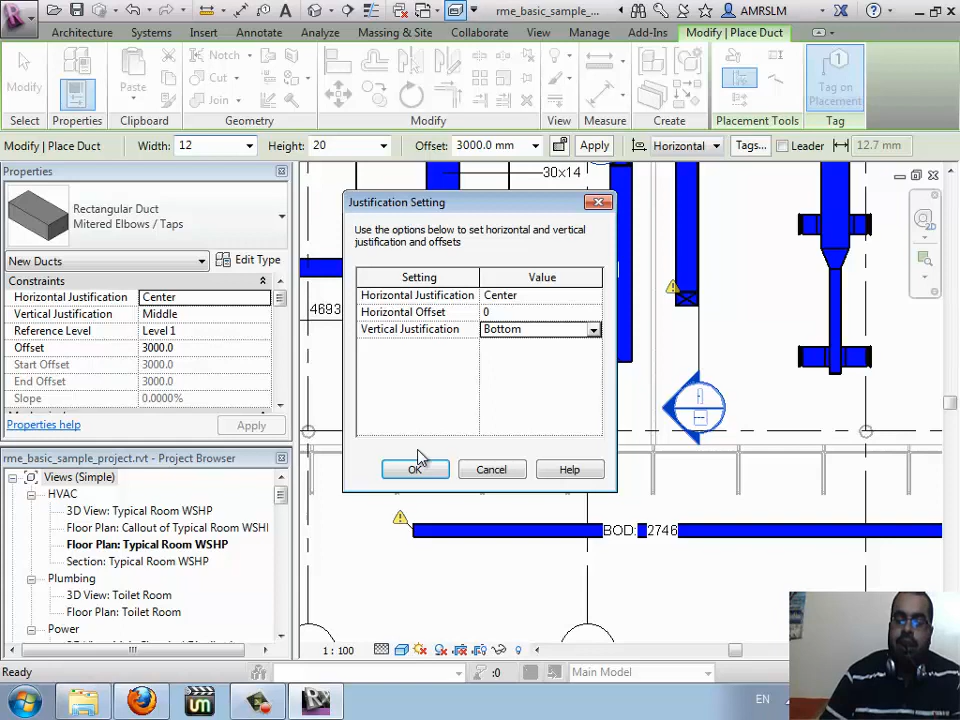 rme_basic_sample_...
AMRSLM
Architecture Systems Insert Annotate Analyze Massing & Site Collaborate View Manage Add-Ins Modify | Place Duct
Modify
Paste
Notch
Cut
Join
Tag on
Placement
Select Properties Clipboard Geometry Modify View Measure Create Placement Tools Tag
Modify | Place Duct Width: 12 Height: 20 Offset: 3000.0 mm Apply Horizontal Tags... Leader 12.7 mm
Properties
Rectangular Duct
Mitered Elbows / Taps
New Ducts Edit Type
Constraints
Horizontal Justification Center
Vertical Justification Middle
Reference Level Level 1
Offset 3000.0
Start Offset 3000.0
End Offset 3000.0
Slope 0.0000%
Properties help Apply
rme_basic_sample_project.rvt - Project Browser
Views (Simple)
HVAC
3D View: Typical Room WSHP
Floor Plan: Callout of Typical Room WSHI
Floor Plan: Typical Room WSHP
Section: Typical Room WSHP
Plumbing
3D View: Toilet Room
Floor Plan: Toilet Room
Power
30x14
4693
Justification Setting
Use the options below to set horizontal and vertical
justification and offsets
Setting Value
Horizontal Justification Center
Horizontal Offset 0
Vertical Justification Bottom
OK Cancel Help
BOD: 2746
1 : 100
Ready :0 Main Model
EN